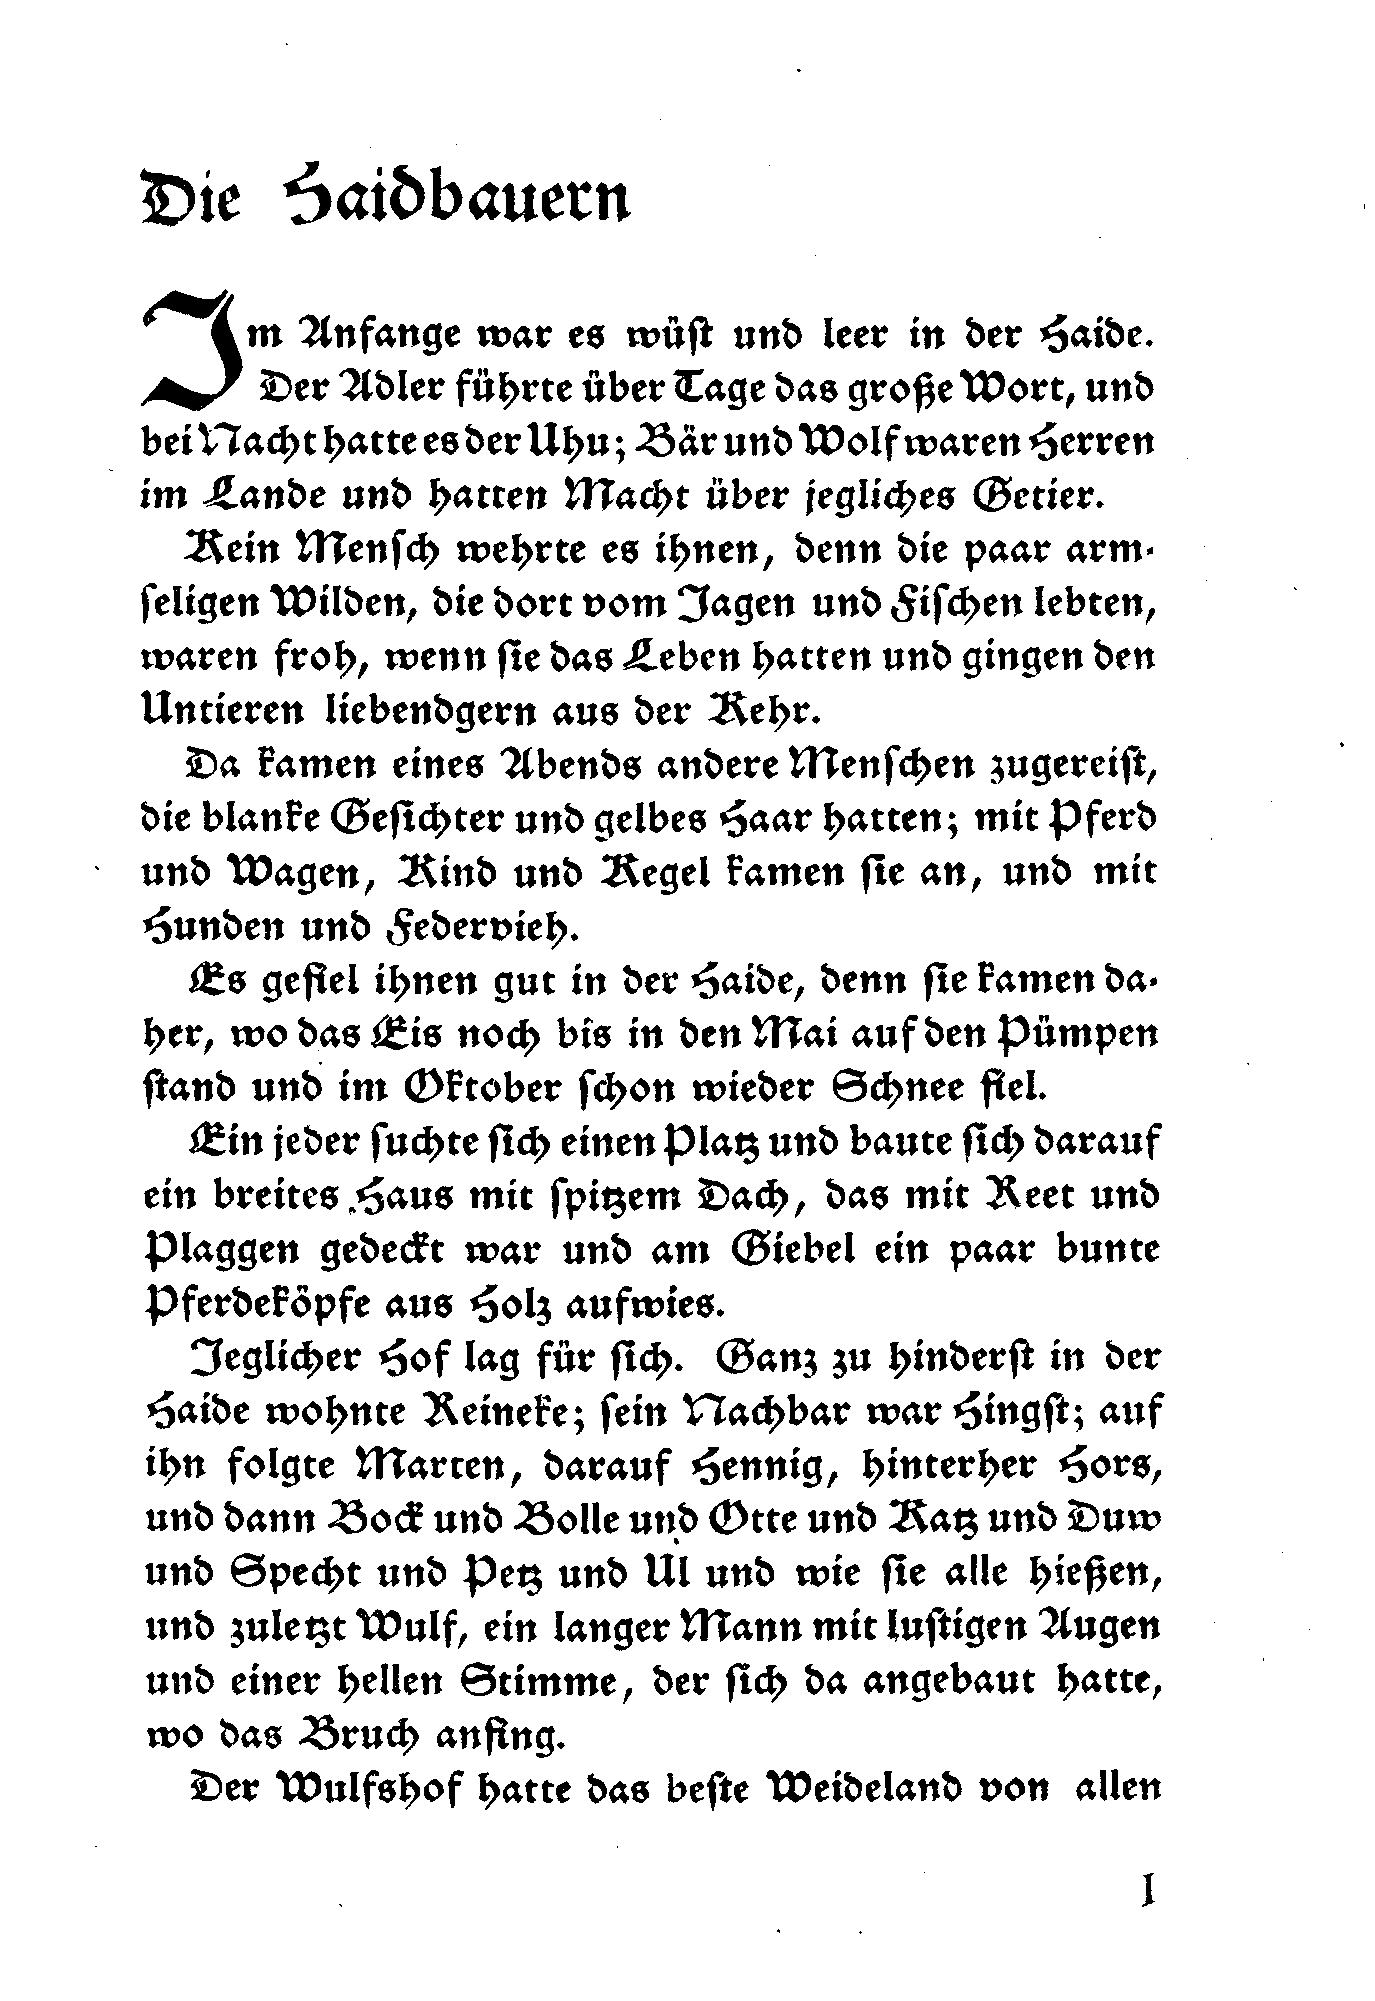 Die Haidbauern
Im Anfange war es wüst und leer in der Haide.
Der Adler führte über Tage das große Wort, und
bei Nacht hatte es der Uhu; Bär und Wolf waren Herren
im Lande und hatten Macht über jegliches Getier.
Kein Mensch wehrte es ihnen, denn die paar arm-
seligen Wilden, die dort vom Jagen und Fischen lebten,
waren froh, wenn sie das Leben hatten und gingen den
Untieren liebendgern aus der Kehr.
Da kamen eines Abends andere Menschen zugereist,
die blanke Gesichter und gelbes Haar hatten; mit Pferd
und Wagen, Kind und Kegel kamen sie an, und mit
Hunden und Federvieh.
Es gefiel ihnen gut in der Haide, denn sie kamen da-
her, wo das Eis noch bis in den Mai auf den Pümpen
stand und im Oktober schon wieder Schnee fiel.
Ein jeder suchte sich einen Platz und baute sich darauf
ein breites Haus mit spitzem Dach, das mit Reet und
Plaggen gedeckt war und am Giebel ein paar bunte
Pferdeköpfe aus Holz aufwies.
Jeglicher Hof lag für sich. Ganz zu hinderst in der
Haide wohnte Reineke; sein Nachbar war Hingst; auf
ihn folgte Marten, darauf Hennig, hinterher Hors,
und dann Bock und Bolle und Otte und Katz und Duw
und Specht und Petz und Ul und wie sie alle hießen,
und zuletzt Wulf, ein langer Mann mit lustigen Augen
und einer hellen Stimme, der sich da angebaut hatte,
wo das Bruch anfing.
Der Wulfshof hatte das beste Weideland von allen
1